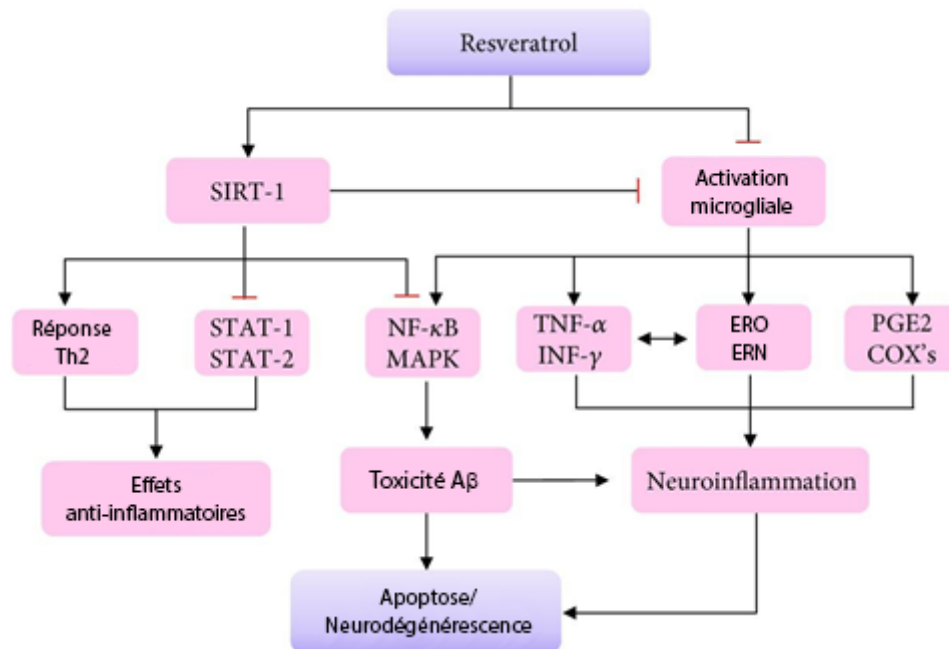 Resveratrol
SIRT-1
Activation
microgliale
Réponse
Th2
STAT-1
STAT-2
NF-κB
MAPK
TNF-α
INF-γ
ERO
ERN
PGE2
COX's
Effets
anti-inflammatoires
Toxicité Aβ
Neuroinflammation
Apoptose/
Neurodégénérescence